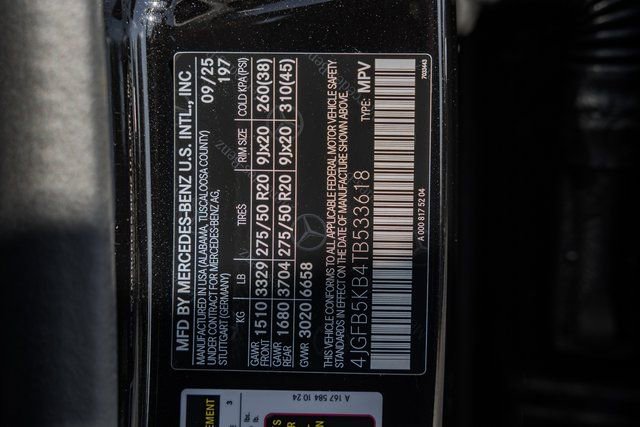 MFD BY MERCEDES-BENZ U.S. INTL., INC
MANUFACTURED IN USA (ALABAMA, TUSCALOOSA COUNTY) 09/25
UNDER CONTRACT FOR MERCEDES-BENZ AG, 197
STUTTGART (GERMANY)
KG LB TIRES RIM SIZE COLD KPA(PSI)
GAWR FRONT 1510 3329 275/50 R20 9Jx20 260(38)
GAWR REAR 1680 3704 275/50 R20 9Jx20 310(45)
GVWR 3020 6658
THIS VEHICLE CONFORMS TO ALL APPLICABLE FEDERAL MOTOR VEHICLE SAFETY
STANDARDS IN EFFECT ON THE DATE OF MANUFACTURE SHOWN ABOVE.
4JGFB5KB4TB533618 TYPE: MPV
A 000 817 52 04 7033443
A 167 584 10 24
3
lbs.
lb.